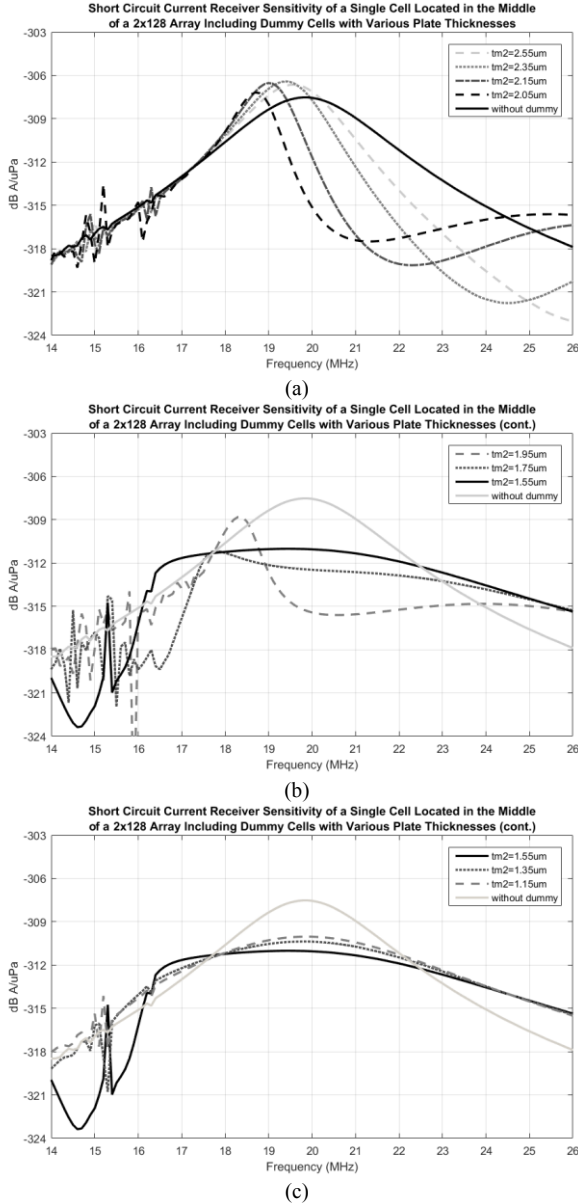 Short Circuit Current Receiver Sensitivity of a Single Cell Located in the Middle
of a 2x128 Array Including Dummy Cells with Various Plate Thicknesses
-303
-306
-309
-312
-315
-318
-321
-324
dB A/uPa
tm2=2.55um
tm2=2.35um
tm2=2.15um
tm2=2.05um
without dummy
14 15 16 17 18 19 20 21 22 23 24 25 26
Frequency (MHz)
(a)
Short Circuit Current Receiver Sensitivity of a Single Cell Located in the Middle
of a 2x128 Array Including Dummy Cells with Various Plate Thicknesses (cont.)
-303
-306
-309
-312
-315
-318
-321
-324
dB A/uPa
tm2=1.95um
tm2=1.75um
tm2=1.55um
without dummy
14 15 16 17 18 19 20 21 22 23 24 25 26
Frequency (MHz)
(b)
Short Circuit Current Receiver Sensitivity of a Single Cell Located in the Middle
of a 2x128 Array Including Dummy Cells with Various Plate Thicknesses (cont.)
-303
-306
-309
-312
-315
-318
-321
-324
dB A/uPa
tm2=1.55um
tm2=1.35um
tm2=1.15um
without dummy
14 15 16 17 18 19 20 21 22 23 24 25 26
Frequency (MHz)
(c)